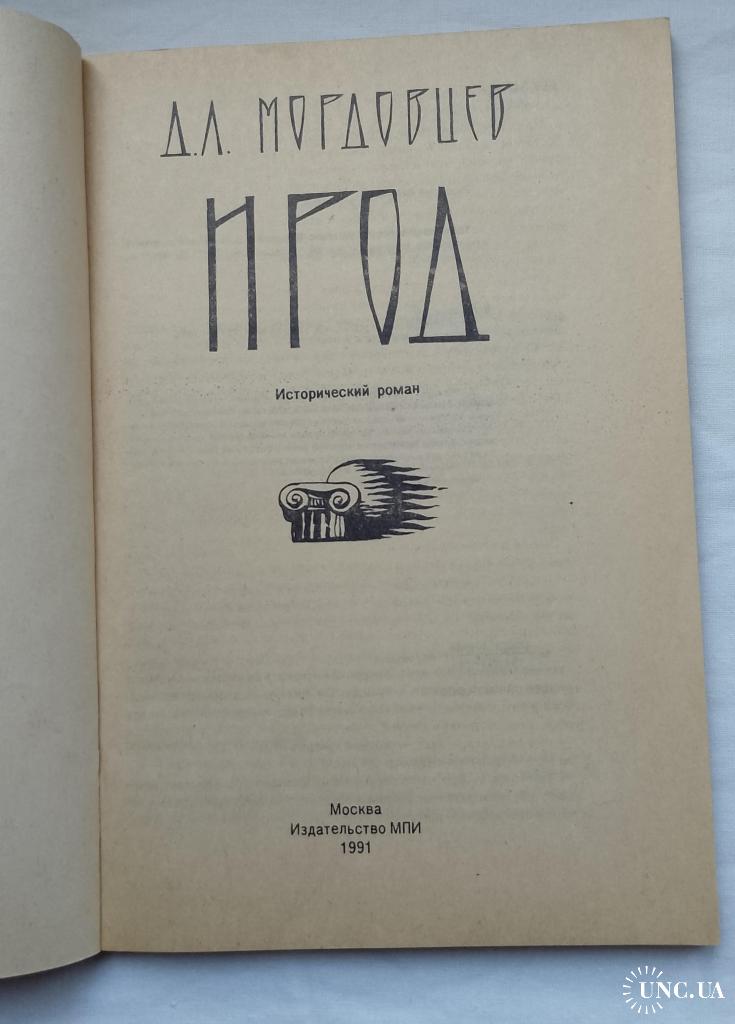 Д.Л. МОРДОВЦЕВ
ИРОД
Исторический роман
Москва
Издательство МПИ
1991
UNC.UA